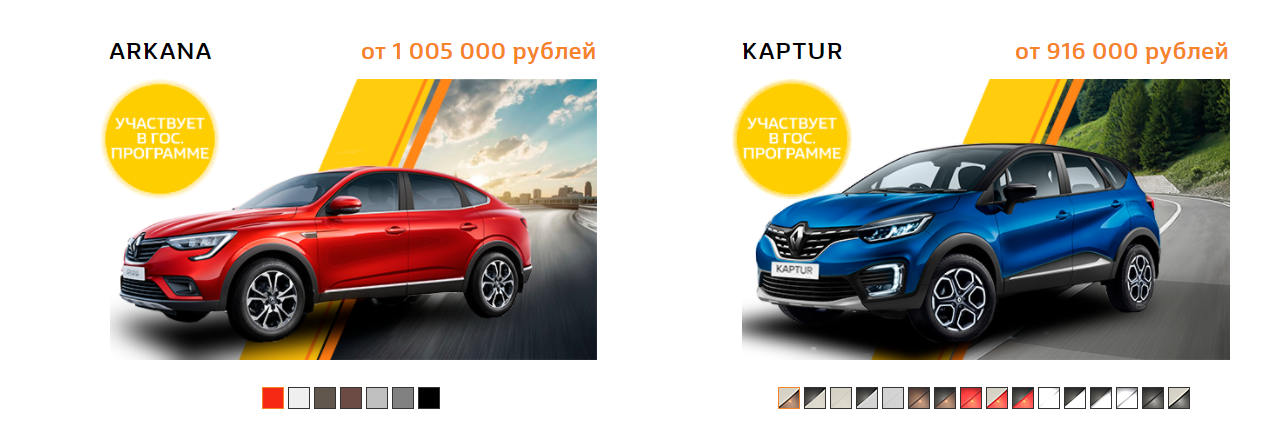 ARKANA
от 1 005 000 рублей
УЧАСТВУЕТ
В ГОС.
ПРОГРАММЕ
KAPTUR
от 916 000 рублей
УЧАСТВУЕТ
В ГОС.
ПРОГРАММЕ
KAPTUR